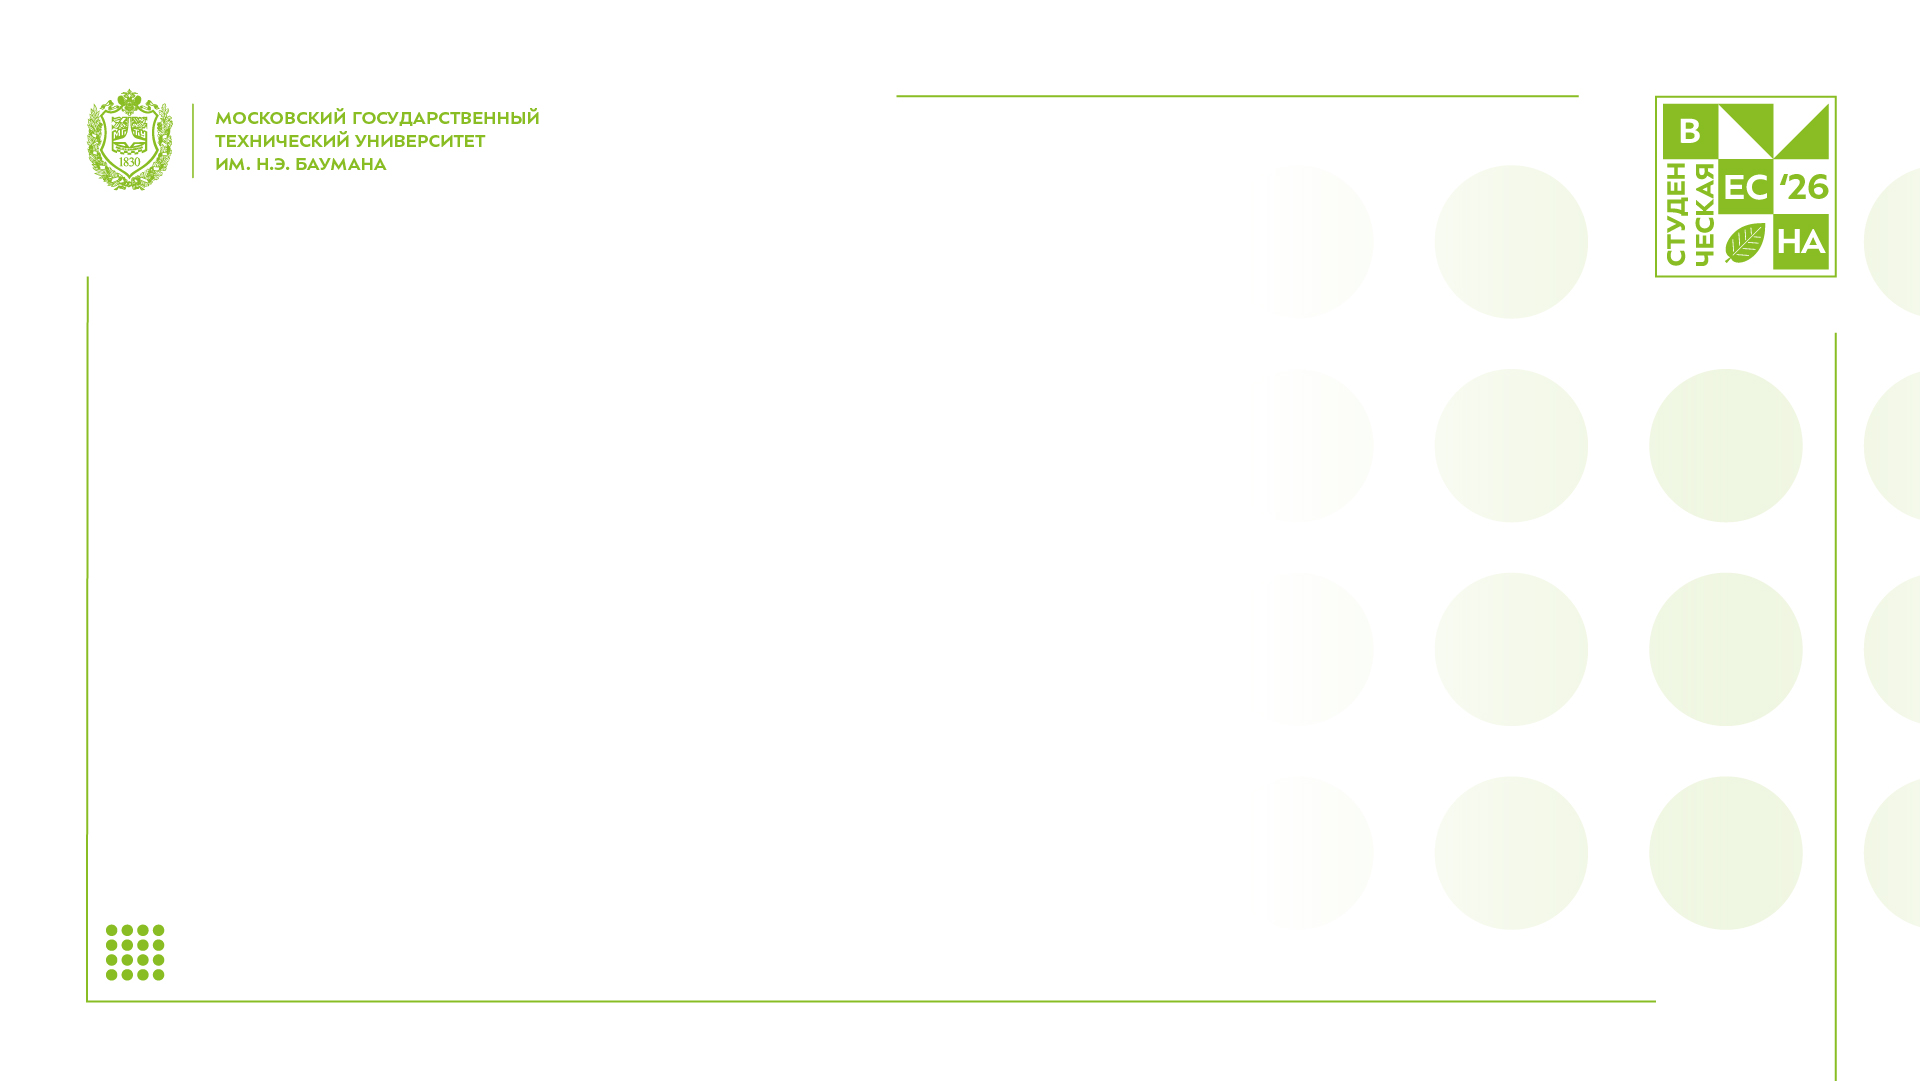 МОСКОВСКИЙ ГОСУДАРСТВЕННЫЙ
ТЕХНИЧЕСКИЙ УНИВЕРСИТЕТ
ИМ. Н.Э. БАУМАНА
1830
СТУДЕН
ЧЕСКАЯ
В
ЕС ‘26
НА